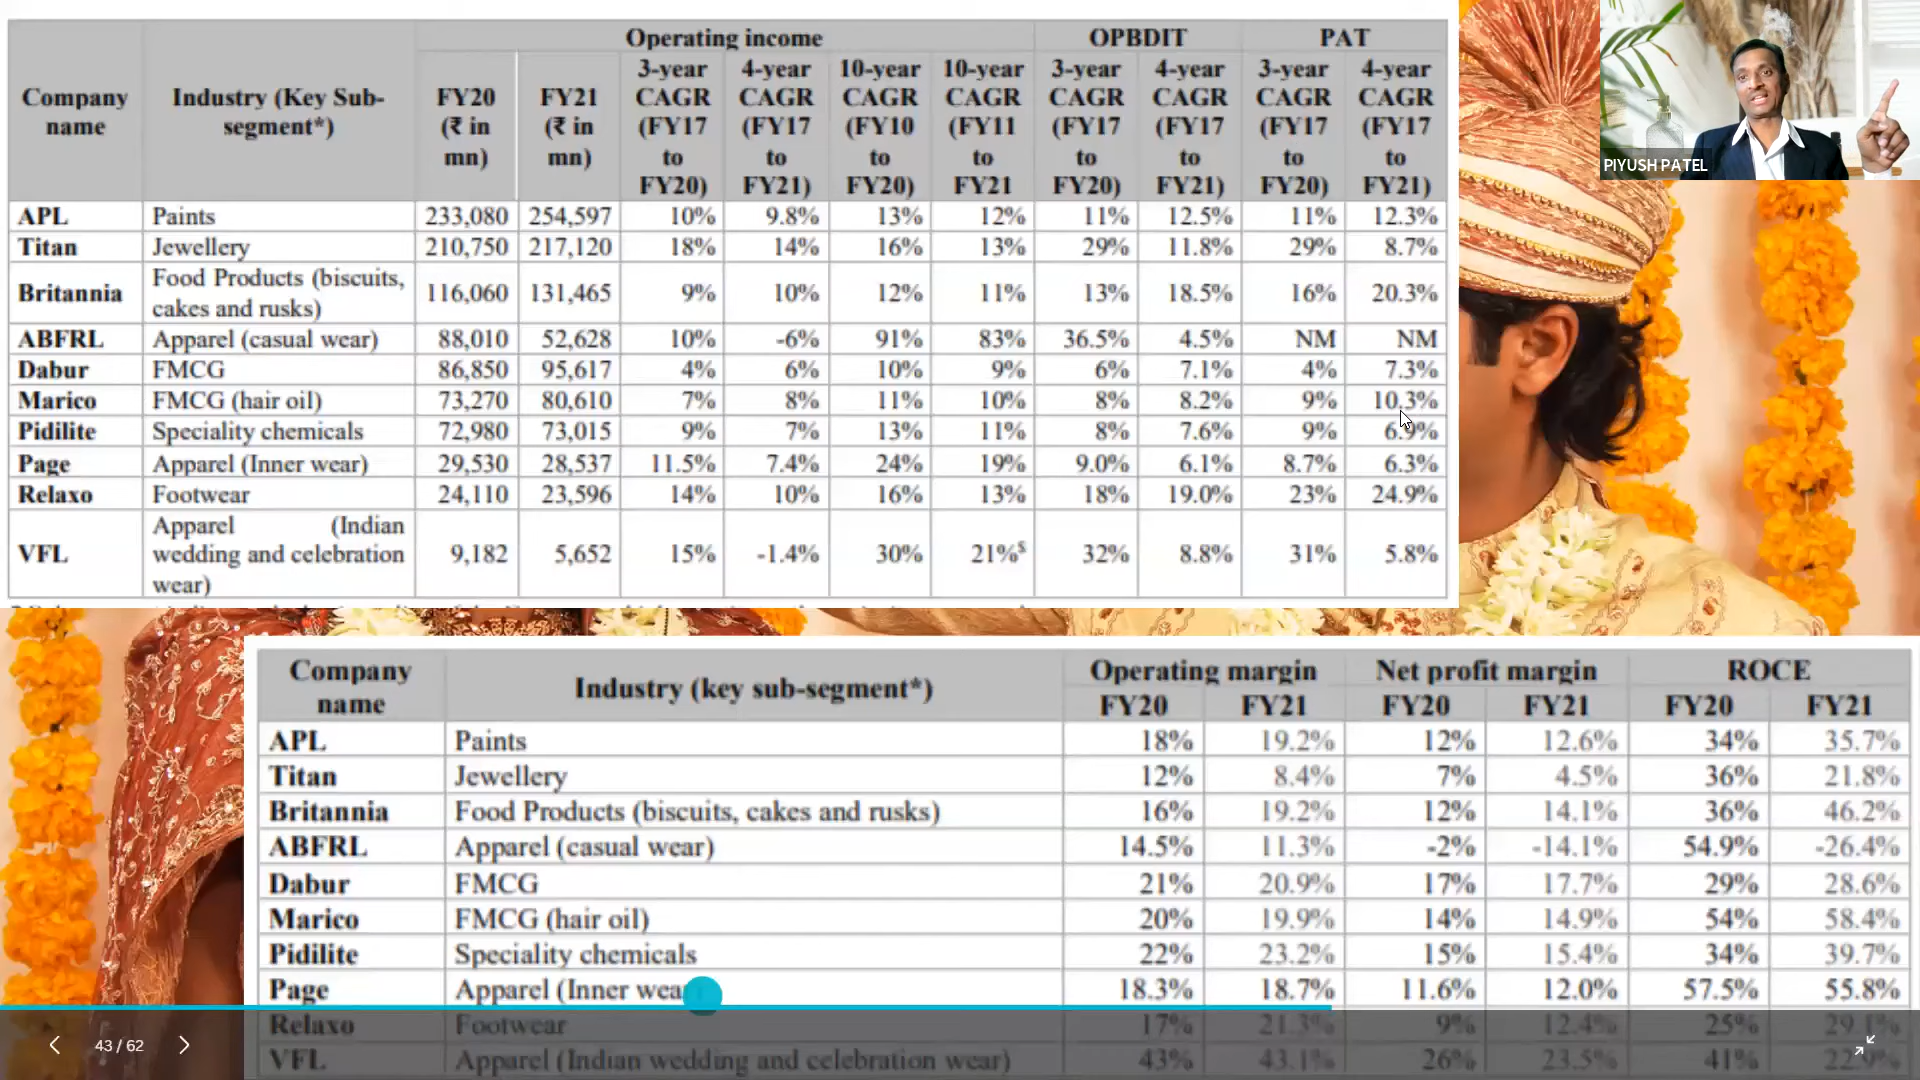 Operating income OPBDIT PAT
Company name Industry (Key Sub-segment*) FY20 (₹ in mn) FY21 (₹ in mn) 3-year CAGR (FY17 to FY20) 4-year CAGR (FY17 to FY21) 10-year CAGR (FY10 to FY20) 10-year CAGR (FY11 to FY21 3-year CAGR (FY17 to FY20) 4-year CAGR (FY17 to FY21) 3-year CAGR (FY17 to FY20) 4-year CAGR (FY17 to FY21)
APL Paints 233,080 254,597 10% 9.8% 13% 12% 11% 12.5% 11% 12.3%
Titan Jewellery 210,750 217,120 18% 14% 16% 13% 29% 11.8% 29% 8.7%
Britannia Food Products (biscuits, cakes and rusks) 116,060 131,465 9% 10% 12% 11% 13% 18.5% 16% 20.3%
ABFRL Apparel (casual wear) 88,010 52,628 10% -6% 91% 83% 36.5% 4.5% NM NM
Dabur FMCG 86,850 95,617 4% 6% 10% 9% 6% 7.1% 4% 7.3%
Marico FMCG (hair oil) 73,270 80,610 7% 8% 11% 10% 8% 8.2% 9% 10.3%
Pidilite Speciality chemicals 72,980 73,015 9% 7% 13% 11% 8% 7.6% 9% 6.9%
Page Apparel (Inner wear) 29,530 28,537 11.5% 7.4% 24% 19% 9.0% 6.1% 8.7% 6.3%
Relaxo Footwear 24,110 23,596 14% 10% 16% 13% 18% 19.0% 23% 24.9%
VFL Apparel (Indian wedding and celebration wear) 9,182 5,652 15% -1.4% 30% 21%$ 32% 8.8% 31% 5.8%
PIYUSH PATEL
Operating margin Net profit margin ROCE
Company name Industry (key sub-segment*) FY20 FY21 FY20 FY21 FY20 FY21
APL Paints 18% 19.2% 12% 12.6% 34% 35.7%
Titan Jewellery 12% 8.4% 7% 4.5% 36% 21.8%
Britannia Food Products (biscuits, cakes and rusks) 16% 19.2% 12% 14.1% 36% 46.2%
ABFRL Apparel (casual wear) 14.5% 11.3% -2% -14.1% 54.9% -26.4%
Dabur FMCG 21% 20.9% 17% 17.7% 29% 28.6%
Marico FMCG (hair oil) 20% 19.9% 14% 14.9% 54% 58.4%
Pidilite Speciality chemicals 22% 23.2% 15% 15.4% 34% 39.7%
Page Apparel (Inner wear 18.3% 18.7% 11.6% 12.0% 57.5% 55.8%
Relaxo Footwear 17% 21.3% 9% 12.4% 25%
VFL Apparel (Indian wedding and celebration wear) 43% 43.1% 26% 23.5% 41%
43 / 62